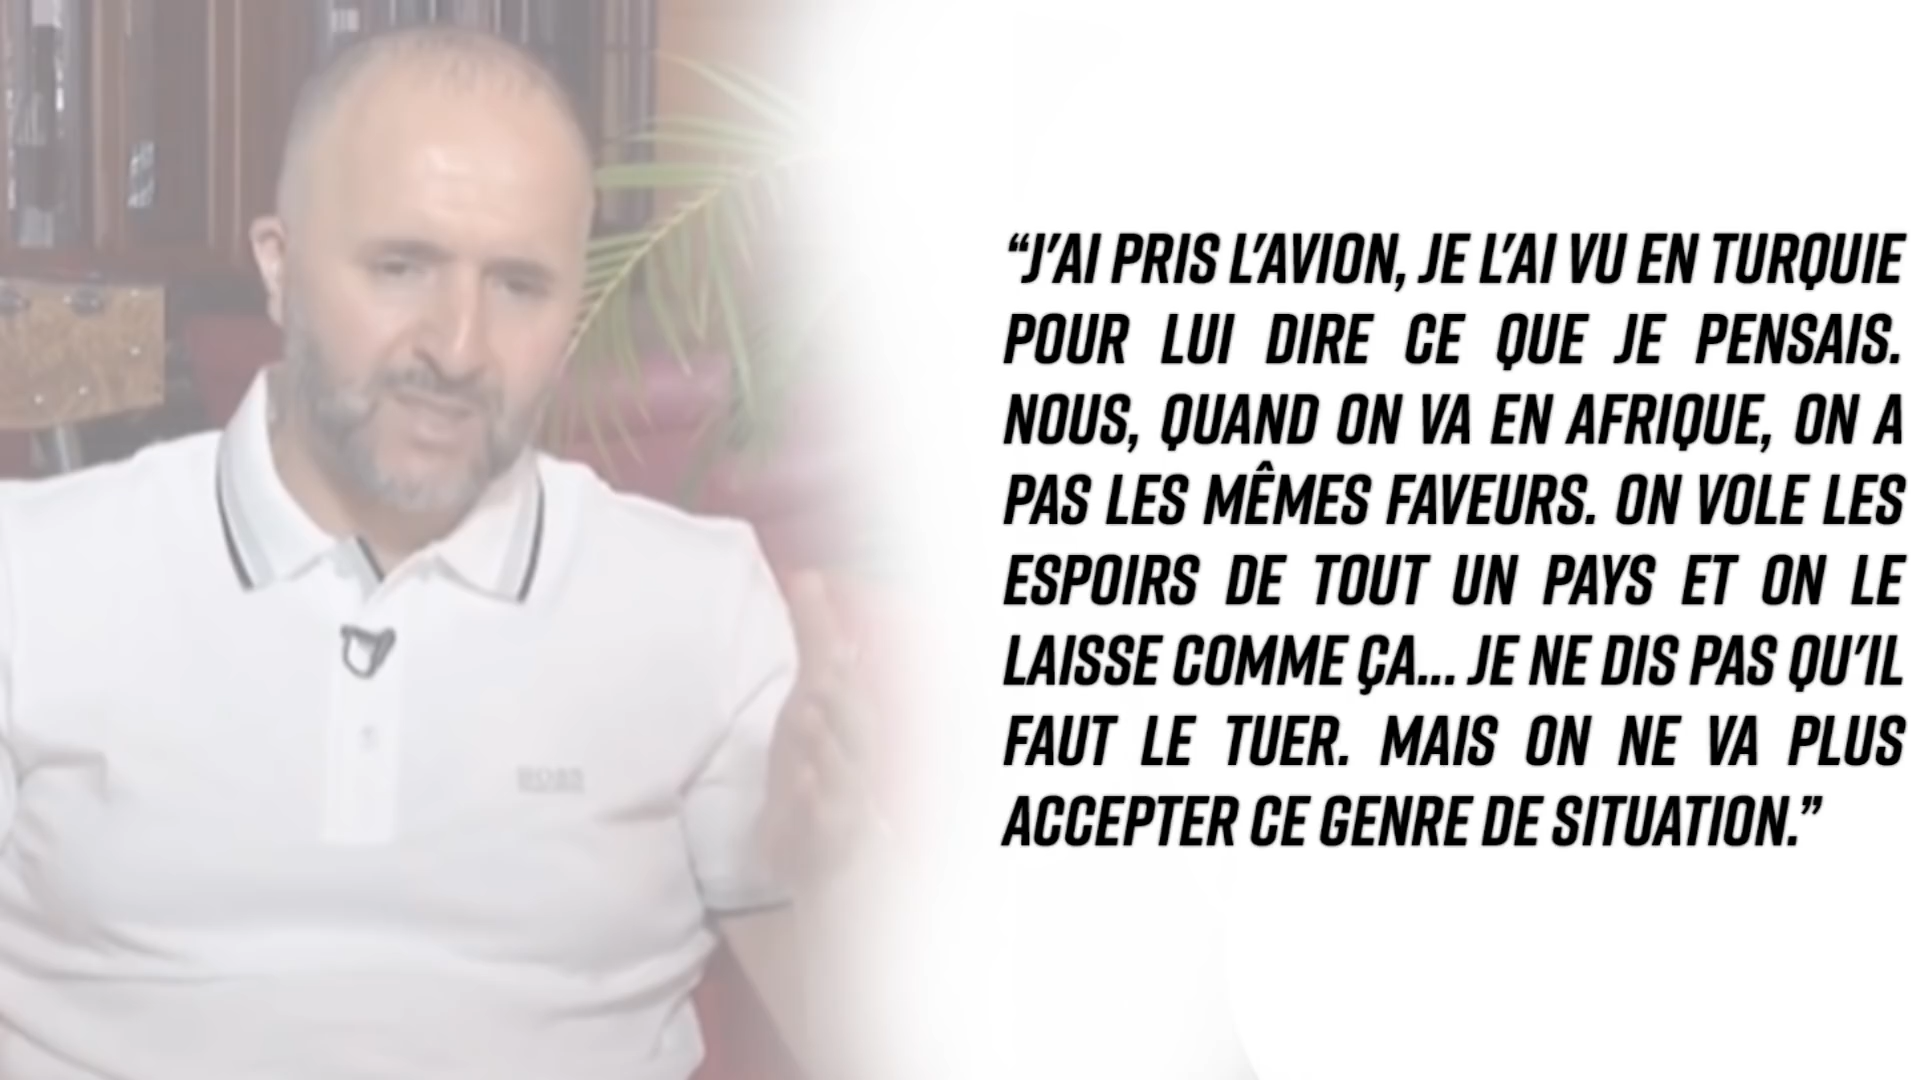 “J’AI PRIS L’AVION, JE L’AI VU EN TURQUIE
POUR LUI DIRE CE QUE JE PENSAIS.
NOUS, QUAND ON VA EN AFRIQUE, ON A
PAS LES MÊMES FAVEURS. ON VOLE LES
ESPOIRS DE TOUT UN PAYS ET ON LE
LAISSE COMME ÇA... JE NE DIS PAS QU’IL
FAUT LE TUER. MAIS ON NE VA PLUS
ACCEPTER CE GENRE DE SITUATION.”
BOSS